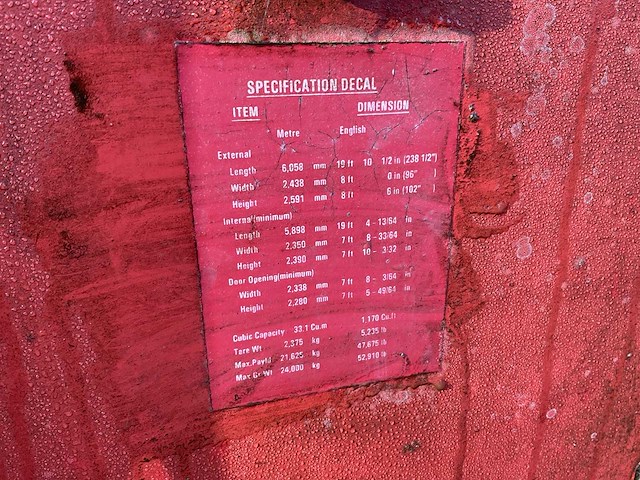 SPECIFICATION DECAL
ITEM DIMENSION
Metre English
External
Length 6,058 mm 19 ft 10 1/2 in (238 1/2")
Width 2,438 mm 8 ft 0 in (96" )
Height 2,591 mm 8 ft 6 in (102" )
Internal(minimum)
Length 5,898 mm 19 ft 4 - 13/64 in
Width 2,350 mm 7 ft 8 - 33/64 in
Height 2,390 mm 7 ft 10 - 3/32 in
Door Opening(minimum)
Width 2,338 mm 7 ft 8 - 3/64 in
Height 2,280 mm 7 ft 5 - 49/64 in
Cubic Capacity 33.1 Cu.m 1,170 Cu.ft
Tare Wt 2,375 kg 5,235 lb
Max.Payld 21,625 kg 47,675 lb
Max Gr Wt 24,000 kg 52,910 lb